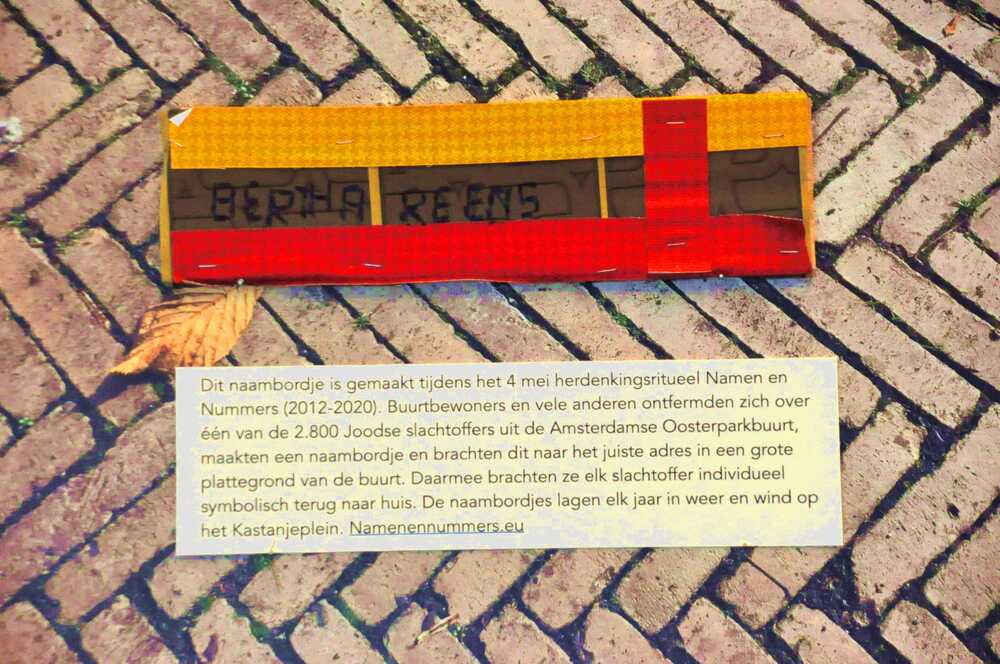 BERTHA REENS
Dit naambordje is gemaakt tijdens het 4 mei herdenkingsritueel Namen en
Nummers (2012-2020). Buurtbewoners en vele anderen ontfermden zich over
één van de 2.800 Joodse slachtoffers uit de Amsterdamse Oosterparkbuurt,
maakten een naambordje en brachten dit naar het juiste adres in een grote
plattegrond van de buurt. Daarmee brachten ze elk slachtoffer individueel
symbolisch terug naar huis. De naambordjes lagen elk jaar in weer en wind op
het Kastanjeplein. Namenennummers.eu